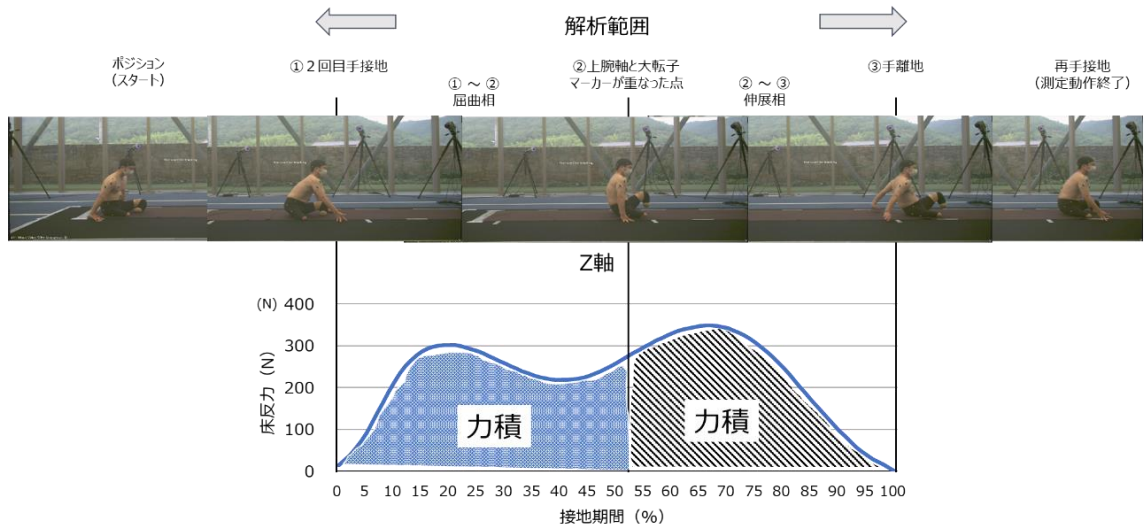 解析範囲
ポジション
（スタート）
①２回目手接地
① ～ ②
屈曲相
②上腕軸と大転子
マーカーが重なった点
② ～ ③
伸展相
③手離地
再手接地
（測定動作終了）
Z軸
(N)
400
300
200
100
0
床反力（N）
力積
力積
0 5 10 15 20 25 30 35 40 45 50 55 60 65 70 75 80 85 90 95 100
接地期間（%）